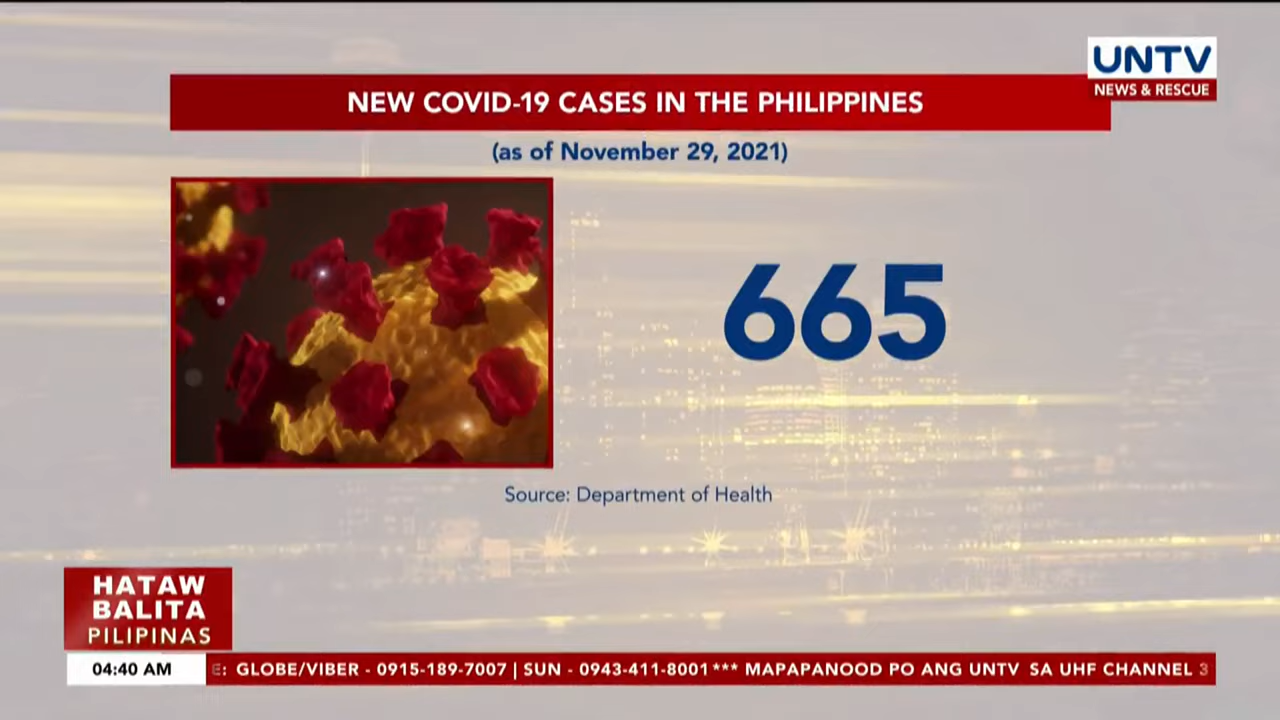 UNTV
NEWS & RESCUE
NEW COVID-19 CASES IN THE PHILIPPINES
(as of November 29, 2021)
665
Source: Department of Health
HATAW
BALITA
PILIPINAS
04:40 AM
E: GLOBE/VIBER - 0915-189-7007 | SUN - 0943-411-8001 *** MAPAPANOOD PO ANG UNTV SA UHF CHANNEL 3